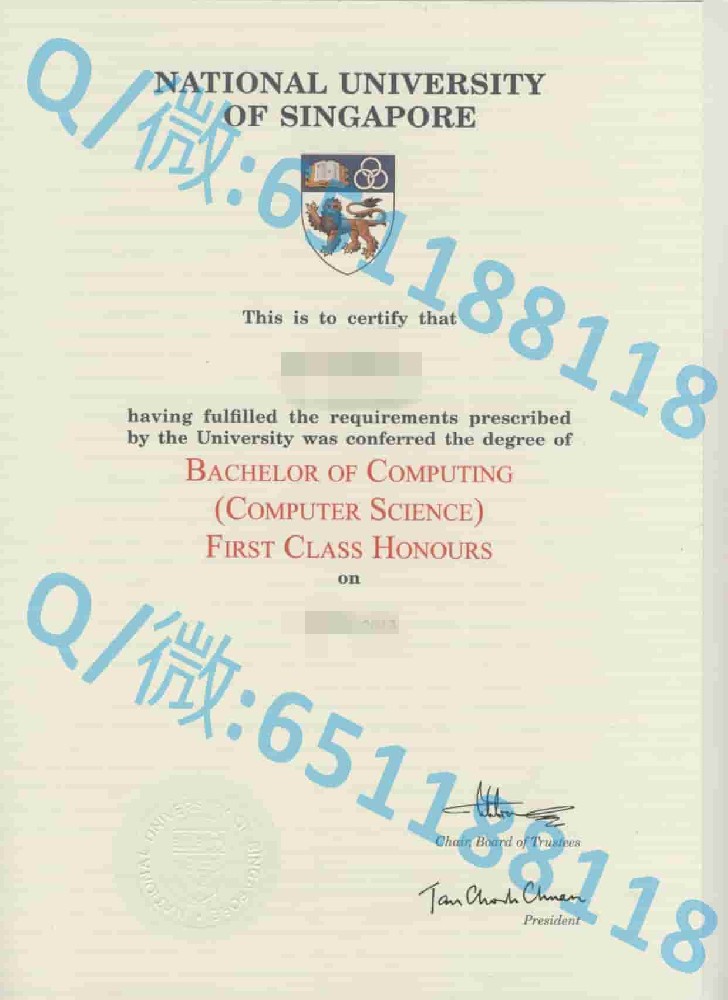 NATIONAL UNIVERSITY
OF SINGAPORE
Q/微:651188118
This is to certify that
having fulfilled the requirements prescribed
by the University was conferred the degree of
BACHELOR OF COMPUTING
(COMPUTER SCIENCE)
FIRST CLASS HONOURS
on
Q/微:651188118
Chair, Board of Trustees
Tan Chorh Chuan
President